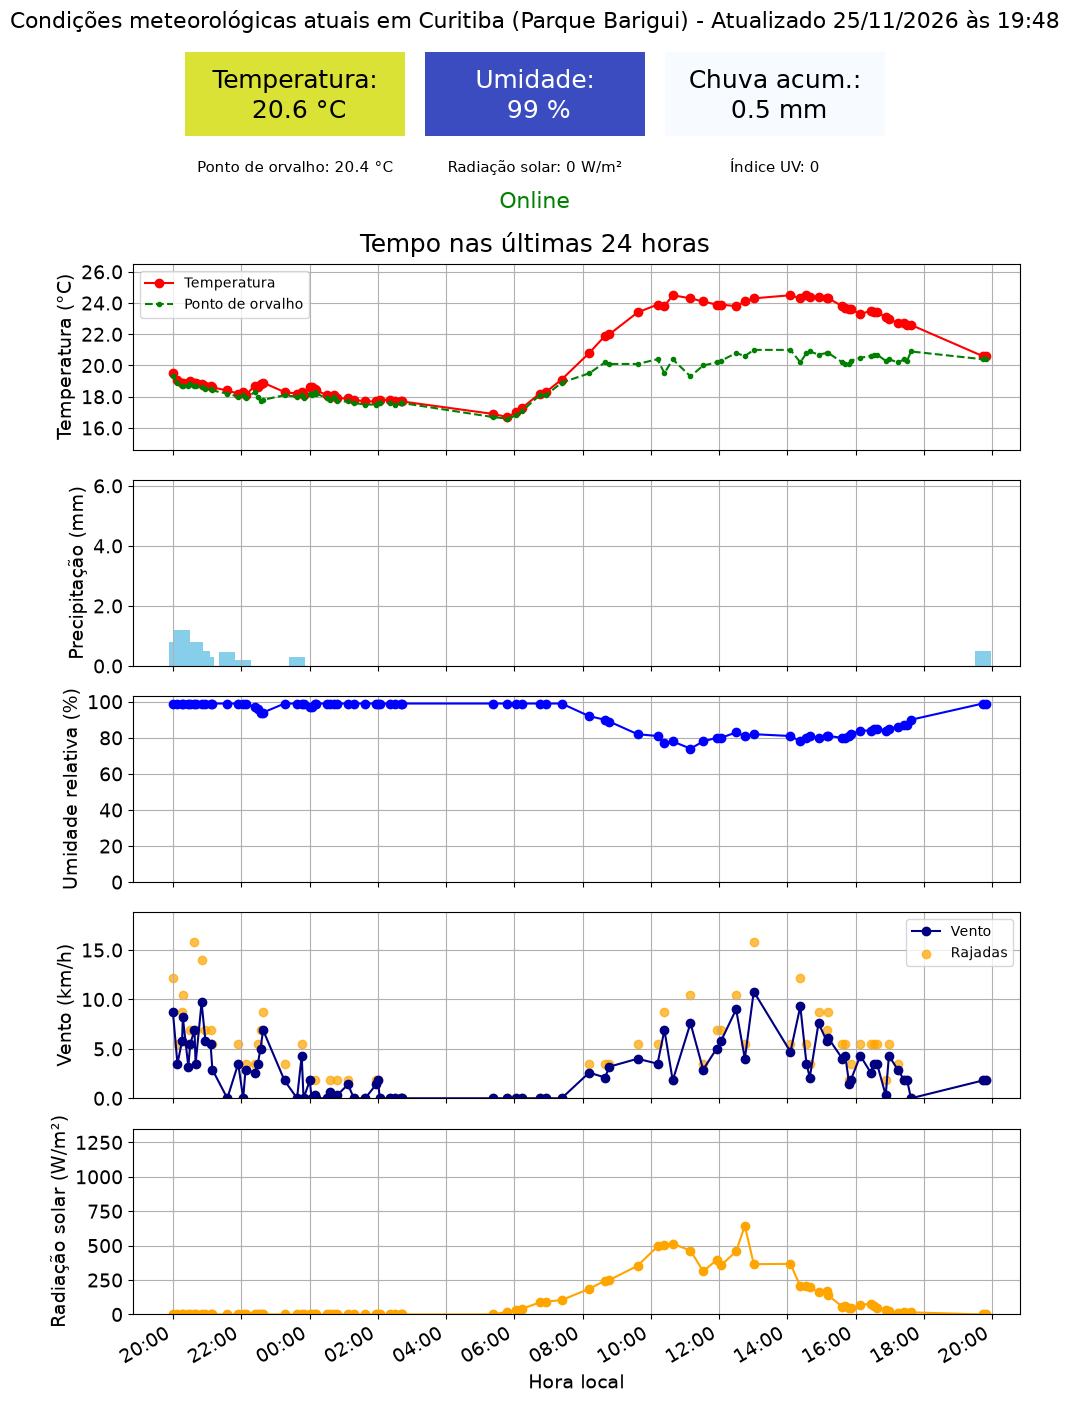 Condições meteorológicas atuais em Curitiba (Parque Barigui) - Atualizado 25/11/2026 às 19:48
Temperatura:
20.6 °C
Umidade:
99 %
Chuva acum.:
0.5 mm
Ponto de orvalho: 20.4 °C
Radiação solar: 0 W/m²
Índice UV: 0
Online
Tempo nas últimas 24 horas
Temperatura (°C)
26.0
24.0
22.0
20.0
18.0
16.0
Temperatura
Ponto de orvalho
Precipitação (mm)
6.0
4.0
2.0
0.0
Umidade relativa (%)
100
80
60
40
20
0
Vento (km/h)
15.0
10.0
5.0
0.0
Vento
Rajadas
Radiação solar (W/m²)
1250
1000
750
500
250
0
20:00
22:00
00:00
02:00
04:00
06:00
08:00
10:00
12:00
14:00
16:00
18:00
20:00
Hora local